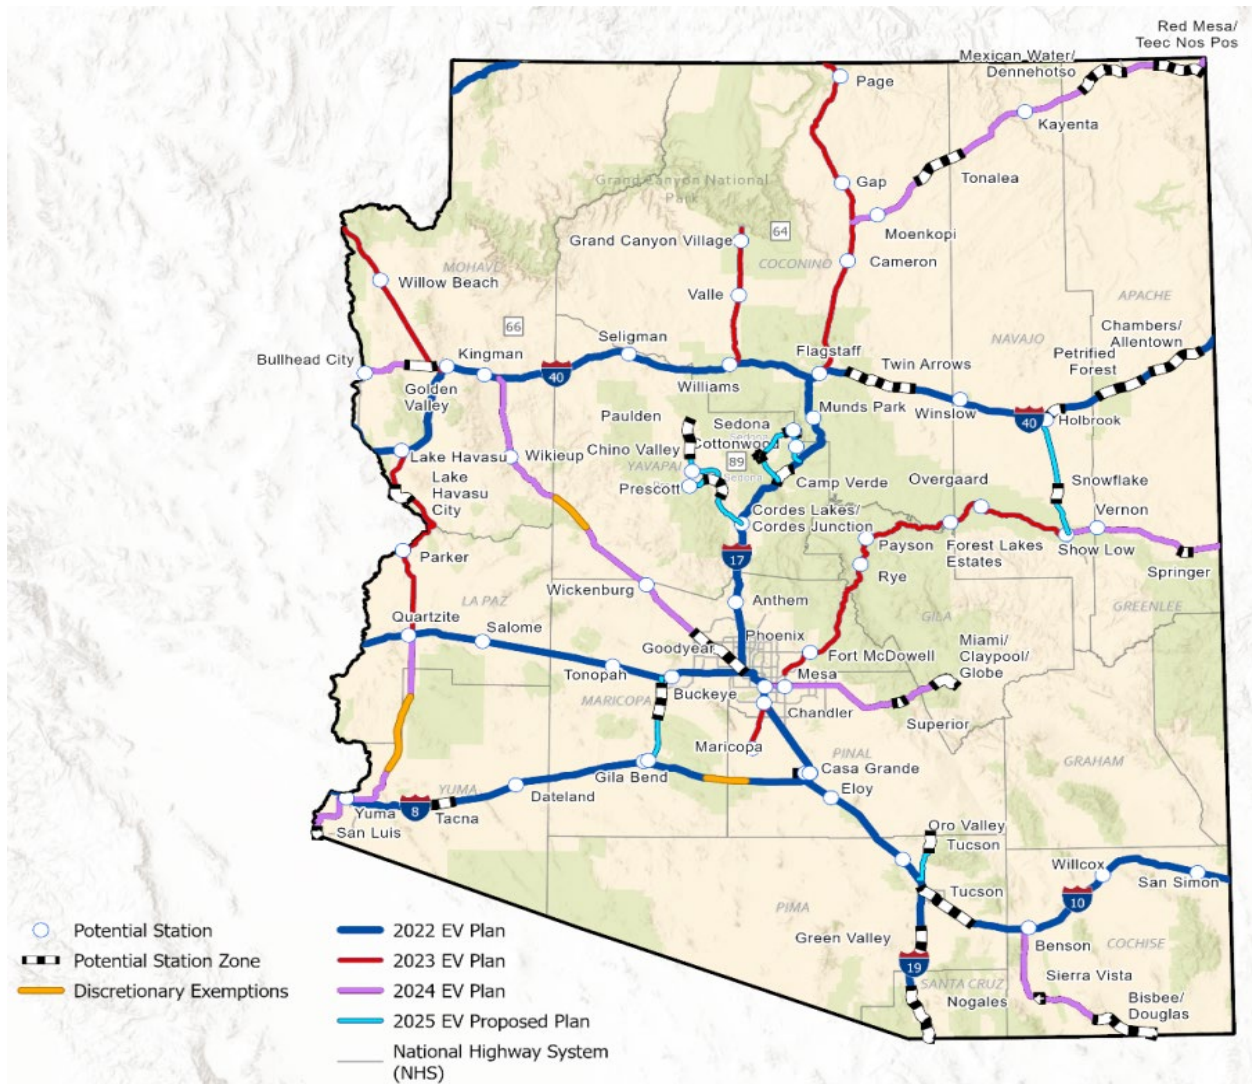 Red Mesa/
Teec Nos Pos
Mexican Water/
Dennehotso
Page
Kayenta
Grand Canyon National
Park
Gap
Tonalea
64
Moenkopi
Grand Canyon Village
COCONINO
Cameron
MOHAVE
Willow Beach
Valle
APACHE
66
Seligman
NAVAJO
Chambers/
Allentown
Bullhead City
Kingman
Flagstaff
Petrified
Forest
40
Twin Arrows
Golden
Valley
Williams
Winslow
40
Holbrook
Paulden
Sedona
Munds Park
Chino Valley
Cottonwood
Lake Havasu
Wikieup
YAVAPAI
89
Sedona
Lake
Havasu
City
Prescott
Camp Verde
Overgaard
Snowflake
Cordes Lakes/
Cordes Junction
Vernon
Parker
17
Payson
Forest Lakes
Estates
Show Low
Rye
Springer
Wickenburg
LA PAZ
Anthem
GREENLEE
Quartzite
Salome
GILA
Goodyear
Phoenix
Miami/
Claypool/
Globe
Fort McDowell
Tonopah
Buckeye
Mesa
MARICOPA
Chandler
Superior
Maricopa
PINAL
GRAHAM
Gila Bend
Casa Grande
YUMA
Dateland
Eloy
Yuma
8
Tacna
San Luis
Oro Valley
Tucson
Willcox
San Simon
Tucson
10
PIMA
Green Valley
Benson
COCHISE
19
Sierra Vista
SANTA CRUZ
Nogales
Bisbee/
Douglas
Potential Station
Potential Station Zone
Discretionary Exemptions
2022 EV Plan
2023 EV Plan
2024 EV Plan
2025 EV Proposed Plan
National Highway System
(NHS)